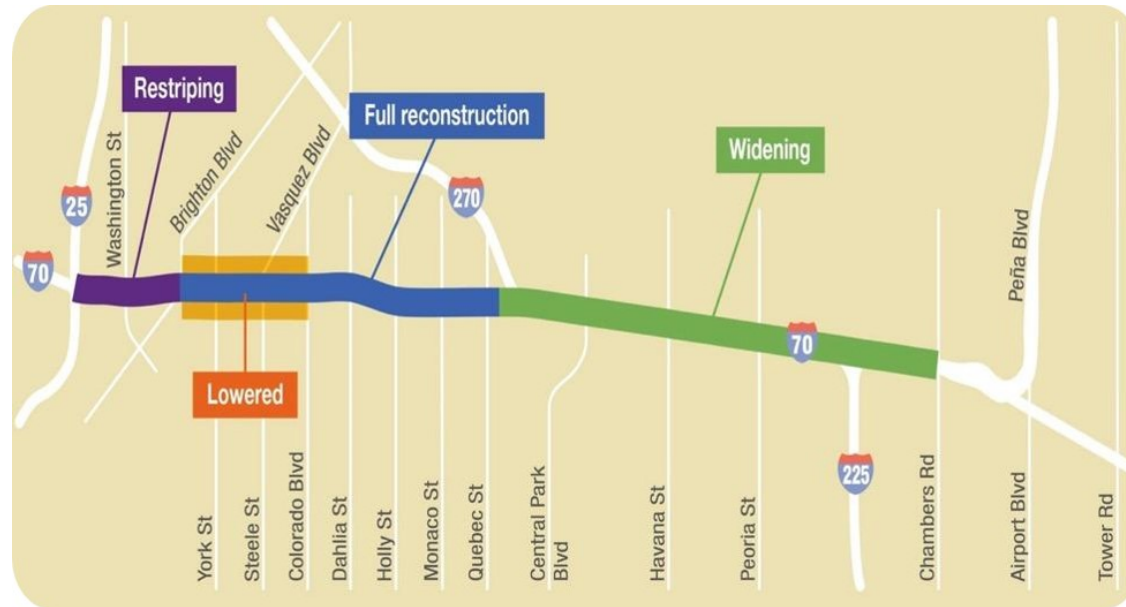 Restriping
Full reconstruction
Widening
Lowered
Washington St
Brighton Blvd
Vasquez Blvd
Peña Blvd
25
270
70
70
225
York St
Steele St
Colorado Blvd
Dahlia St
Holly St
Monaco St
Quebec St
Central Park
Blvd
Havana St
Peoria St
Chambers Rd
Airport Blvd
Tower Rd